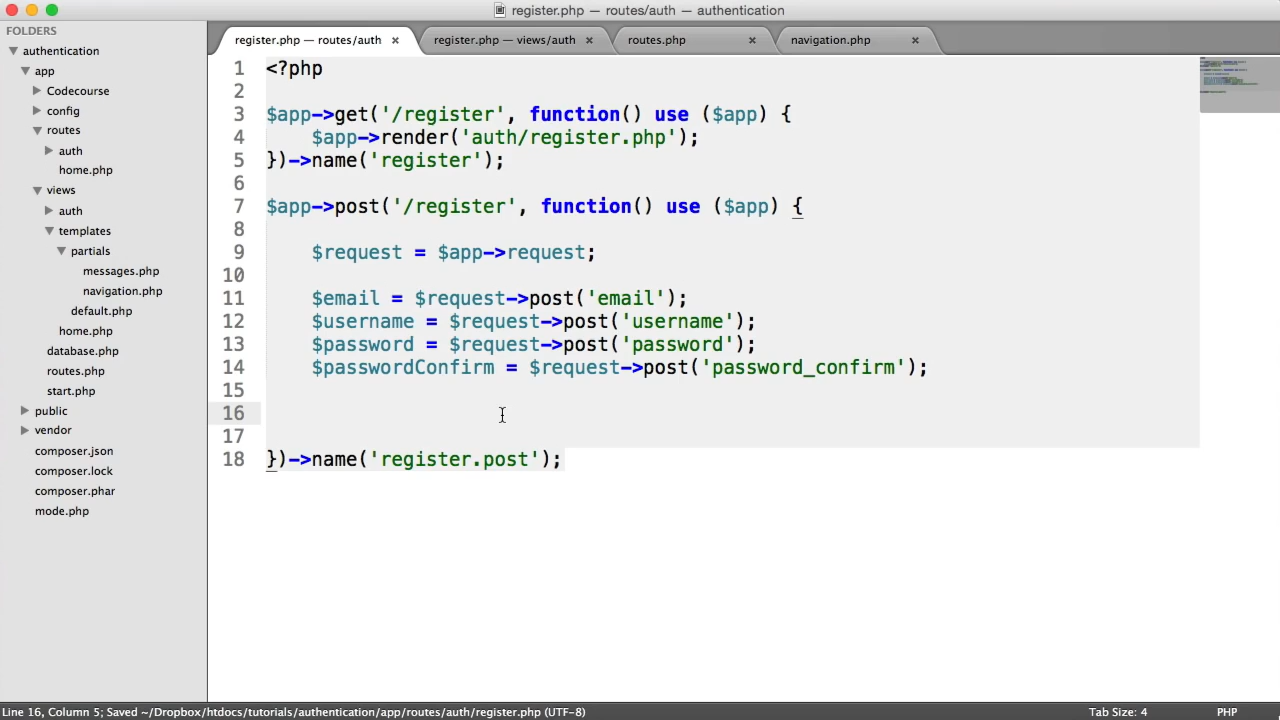 register.php — routes/auth — authentication
FOLDERS
authentication
app
Codecourse
config
routes
auth
home.php
views
auth
templates
partials
messages.php
navigation.php
default.php
home.php
database.php
routes.php
start.php
public
vendor
composer.json
composer.lock
composer.phar
mode.php
register.php — routes/auth ×
register.php — views/auth ×
routes.php ×
navigation.php ×
1 <?php
2
3 $app->get('/register', function() use ($app) {
4     $app->render('auth/register.php');
5 })->name('register');
6
7 $app->post('/register', function() use ($app) {
8
9     $request = $app->request;
10
11     $email = $request->post('email');
12     $username = $request->post('username');
13     $password = $request->post('password');
14     $passwordConfirm = $request->post('password_confirm');
15
16
17
18 })->name('register.post');
Line 16, Column 5; Saved ~/Dropbox/htdocs/tutorials/authentication/app/routes/auth/register.php (UTF-8)
Tab Size: 4
PHP